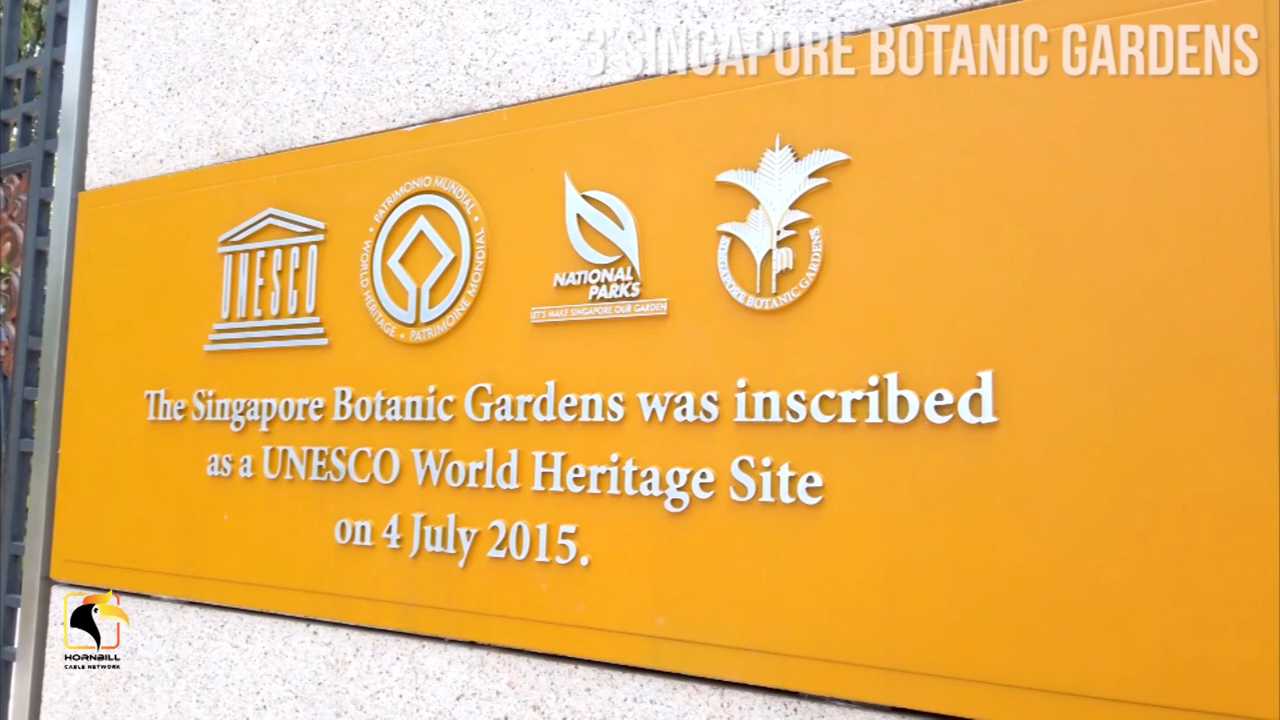 3 SINGAPORE BOTANIC GARDENS
UNESCO
PATRIMONIO MUNDIAL • WORLD HERITAGE • PATRIMOINE MONDIAL •
NATIONAL
PARKS
LET'S MAKE SINGAPORE OUR GARDEN
SINGAPORE BOTANIC GARDENS
The Singapore Botanic Gardens was inscribed
as a UNESCO World Heritage Site
on 4 July 2015.
HORNBILL
CABLE NETWORK